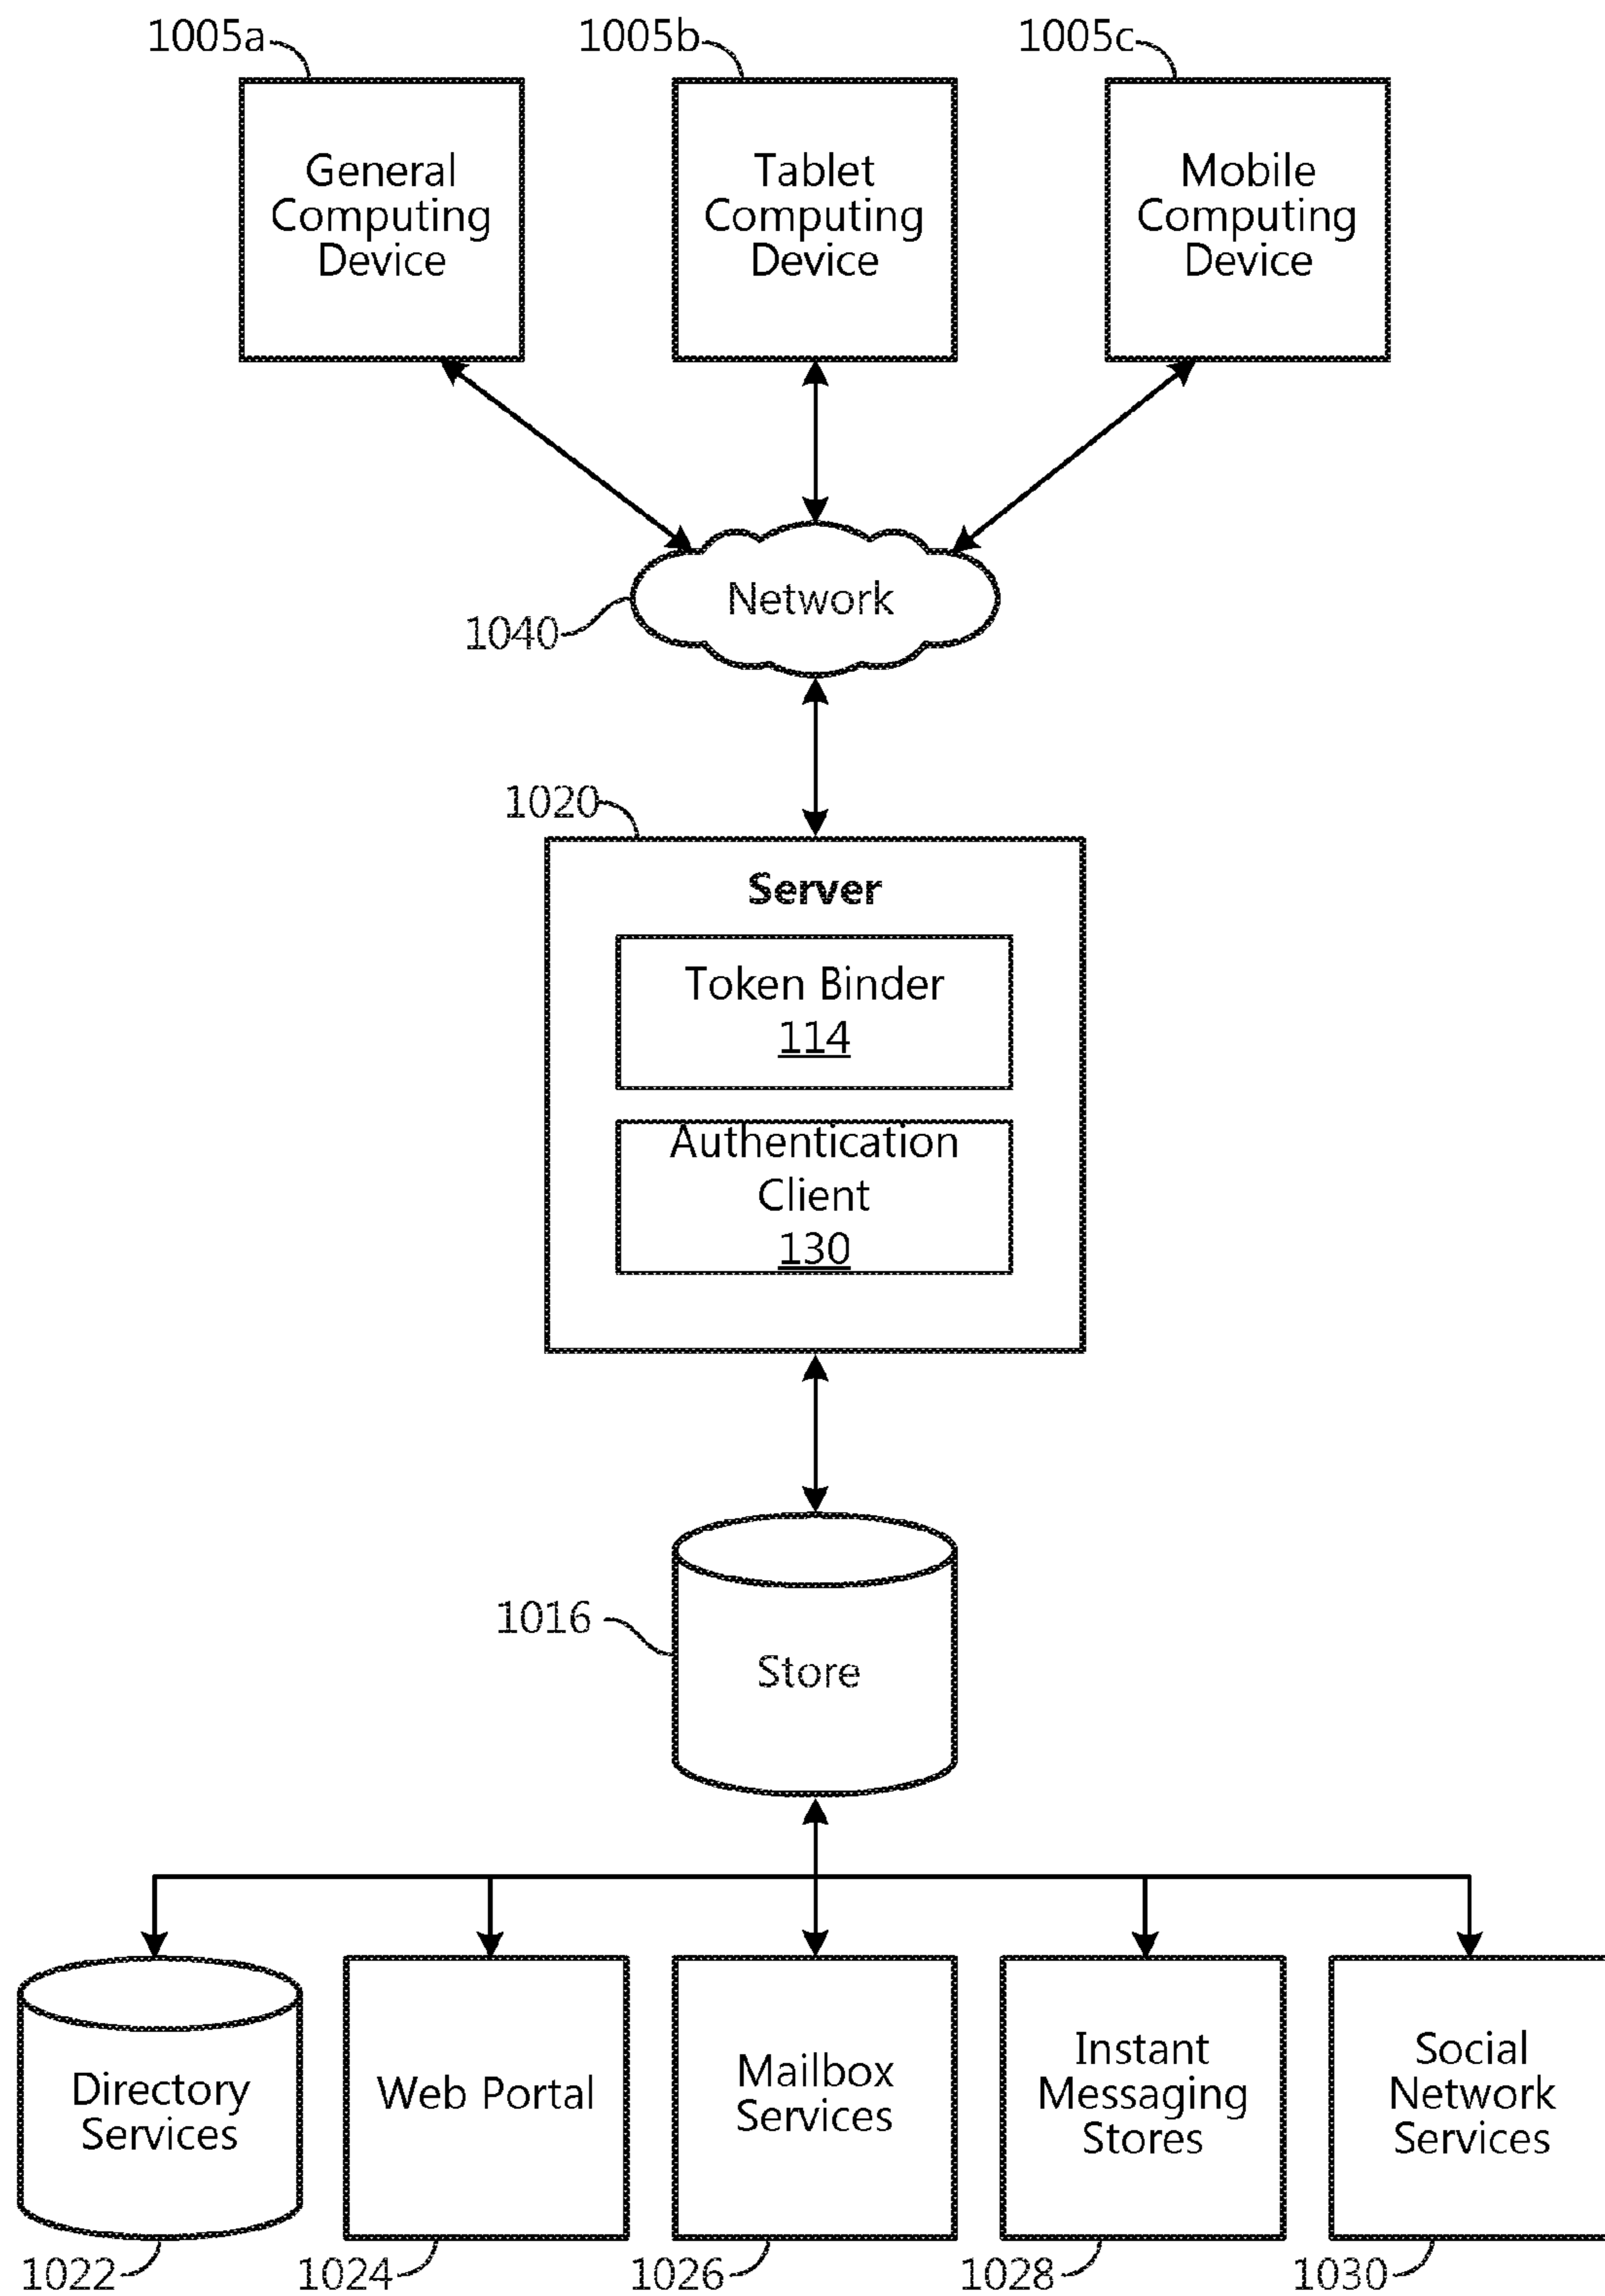 1005a
1005b
1005c
General
Computing
Device
Tablet
Computing
Device
Mobile
Computing
Device
Network
1040
1020
Server
Token Binder
114
Authentication
Client
130
1016
Store
Directory
Services
Web Portal
Mailbox
Services
Instant
Messaging
Stores
Social
Network
Services
1022
1024
1026
1028
1030